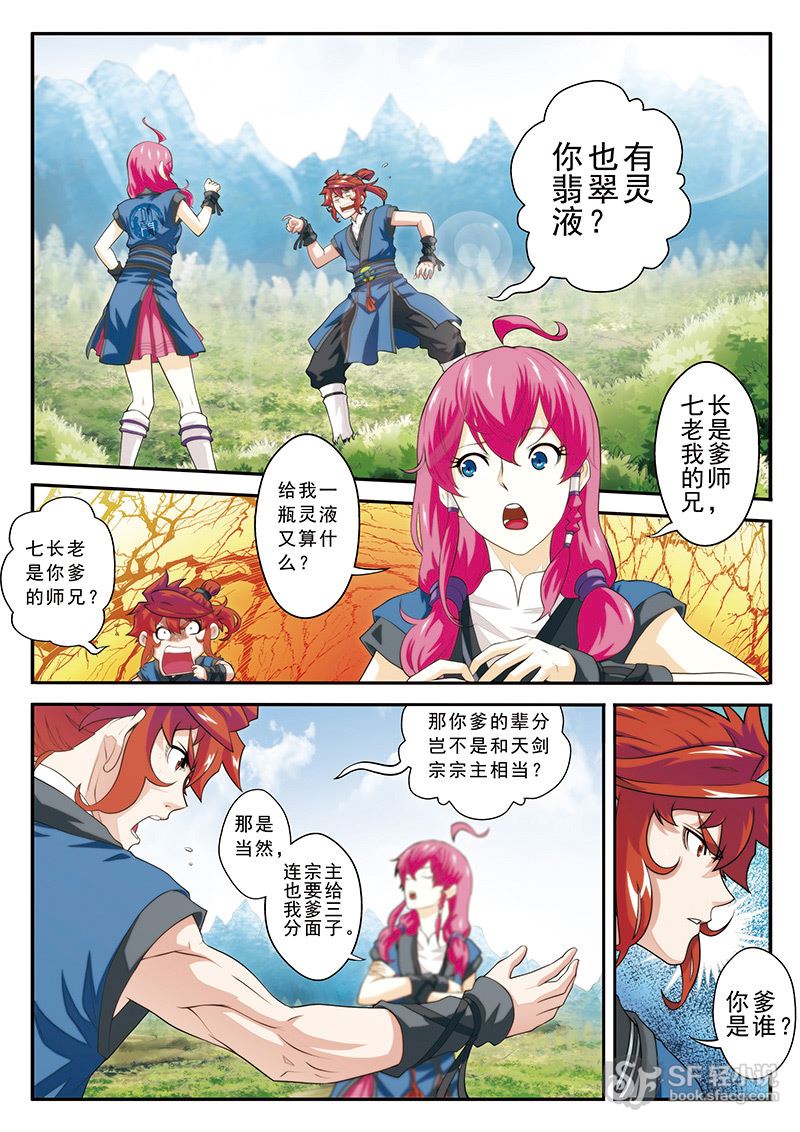 你也有
翡翠灵
液？
七长老是我爹的师兄，
给我一
瓶灵液
又算什
么？
七长老
是你爹
的师兄？
那你爹的辈分
岂不是和天剑
宗宗主相当？
那是
当然，
连宗主
也要给
我爹三
分面子。
你爹
是谁？
SF轻小说
book.sfacg.com